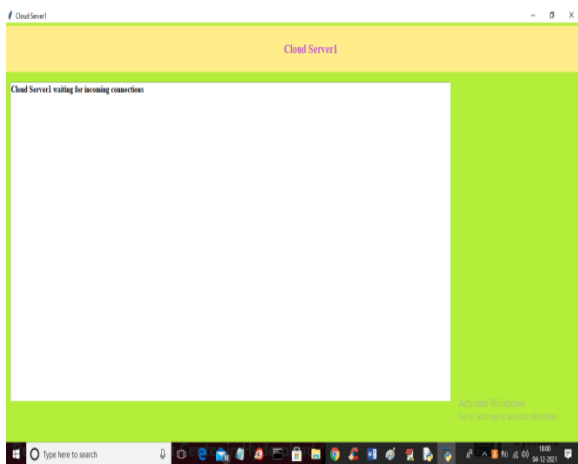 Cloud Server1
Cloud Server1
Cloud Server1 waiting for incoming connections
Activate Windows
Go to Settings to activate Windows.
Type here to search
18:00
04-12-2021